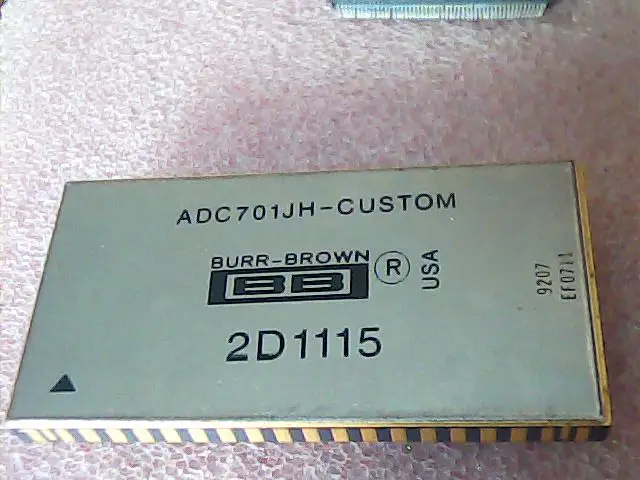 ADC701JH-CUSTOM
BURR-BROWN
BB ® USA
2D1115
9207
EF0711